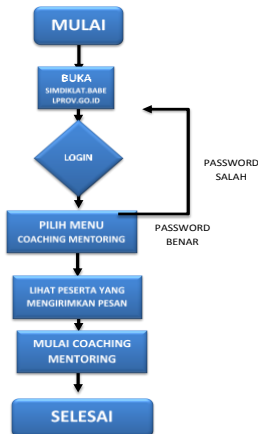 MULAI
BUKA
SIMDIKLAT.BABE
LPROV.GO.ID
LOGIN
PASSWORD
SALAH
PILIH MENU
COACHING MENTORING
PASSWORD
BENAR
LIHAT PESERTA YANG
MENGIRIMKAN PESAN
MULAI COACHING
MENTORING
SELESAI